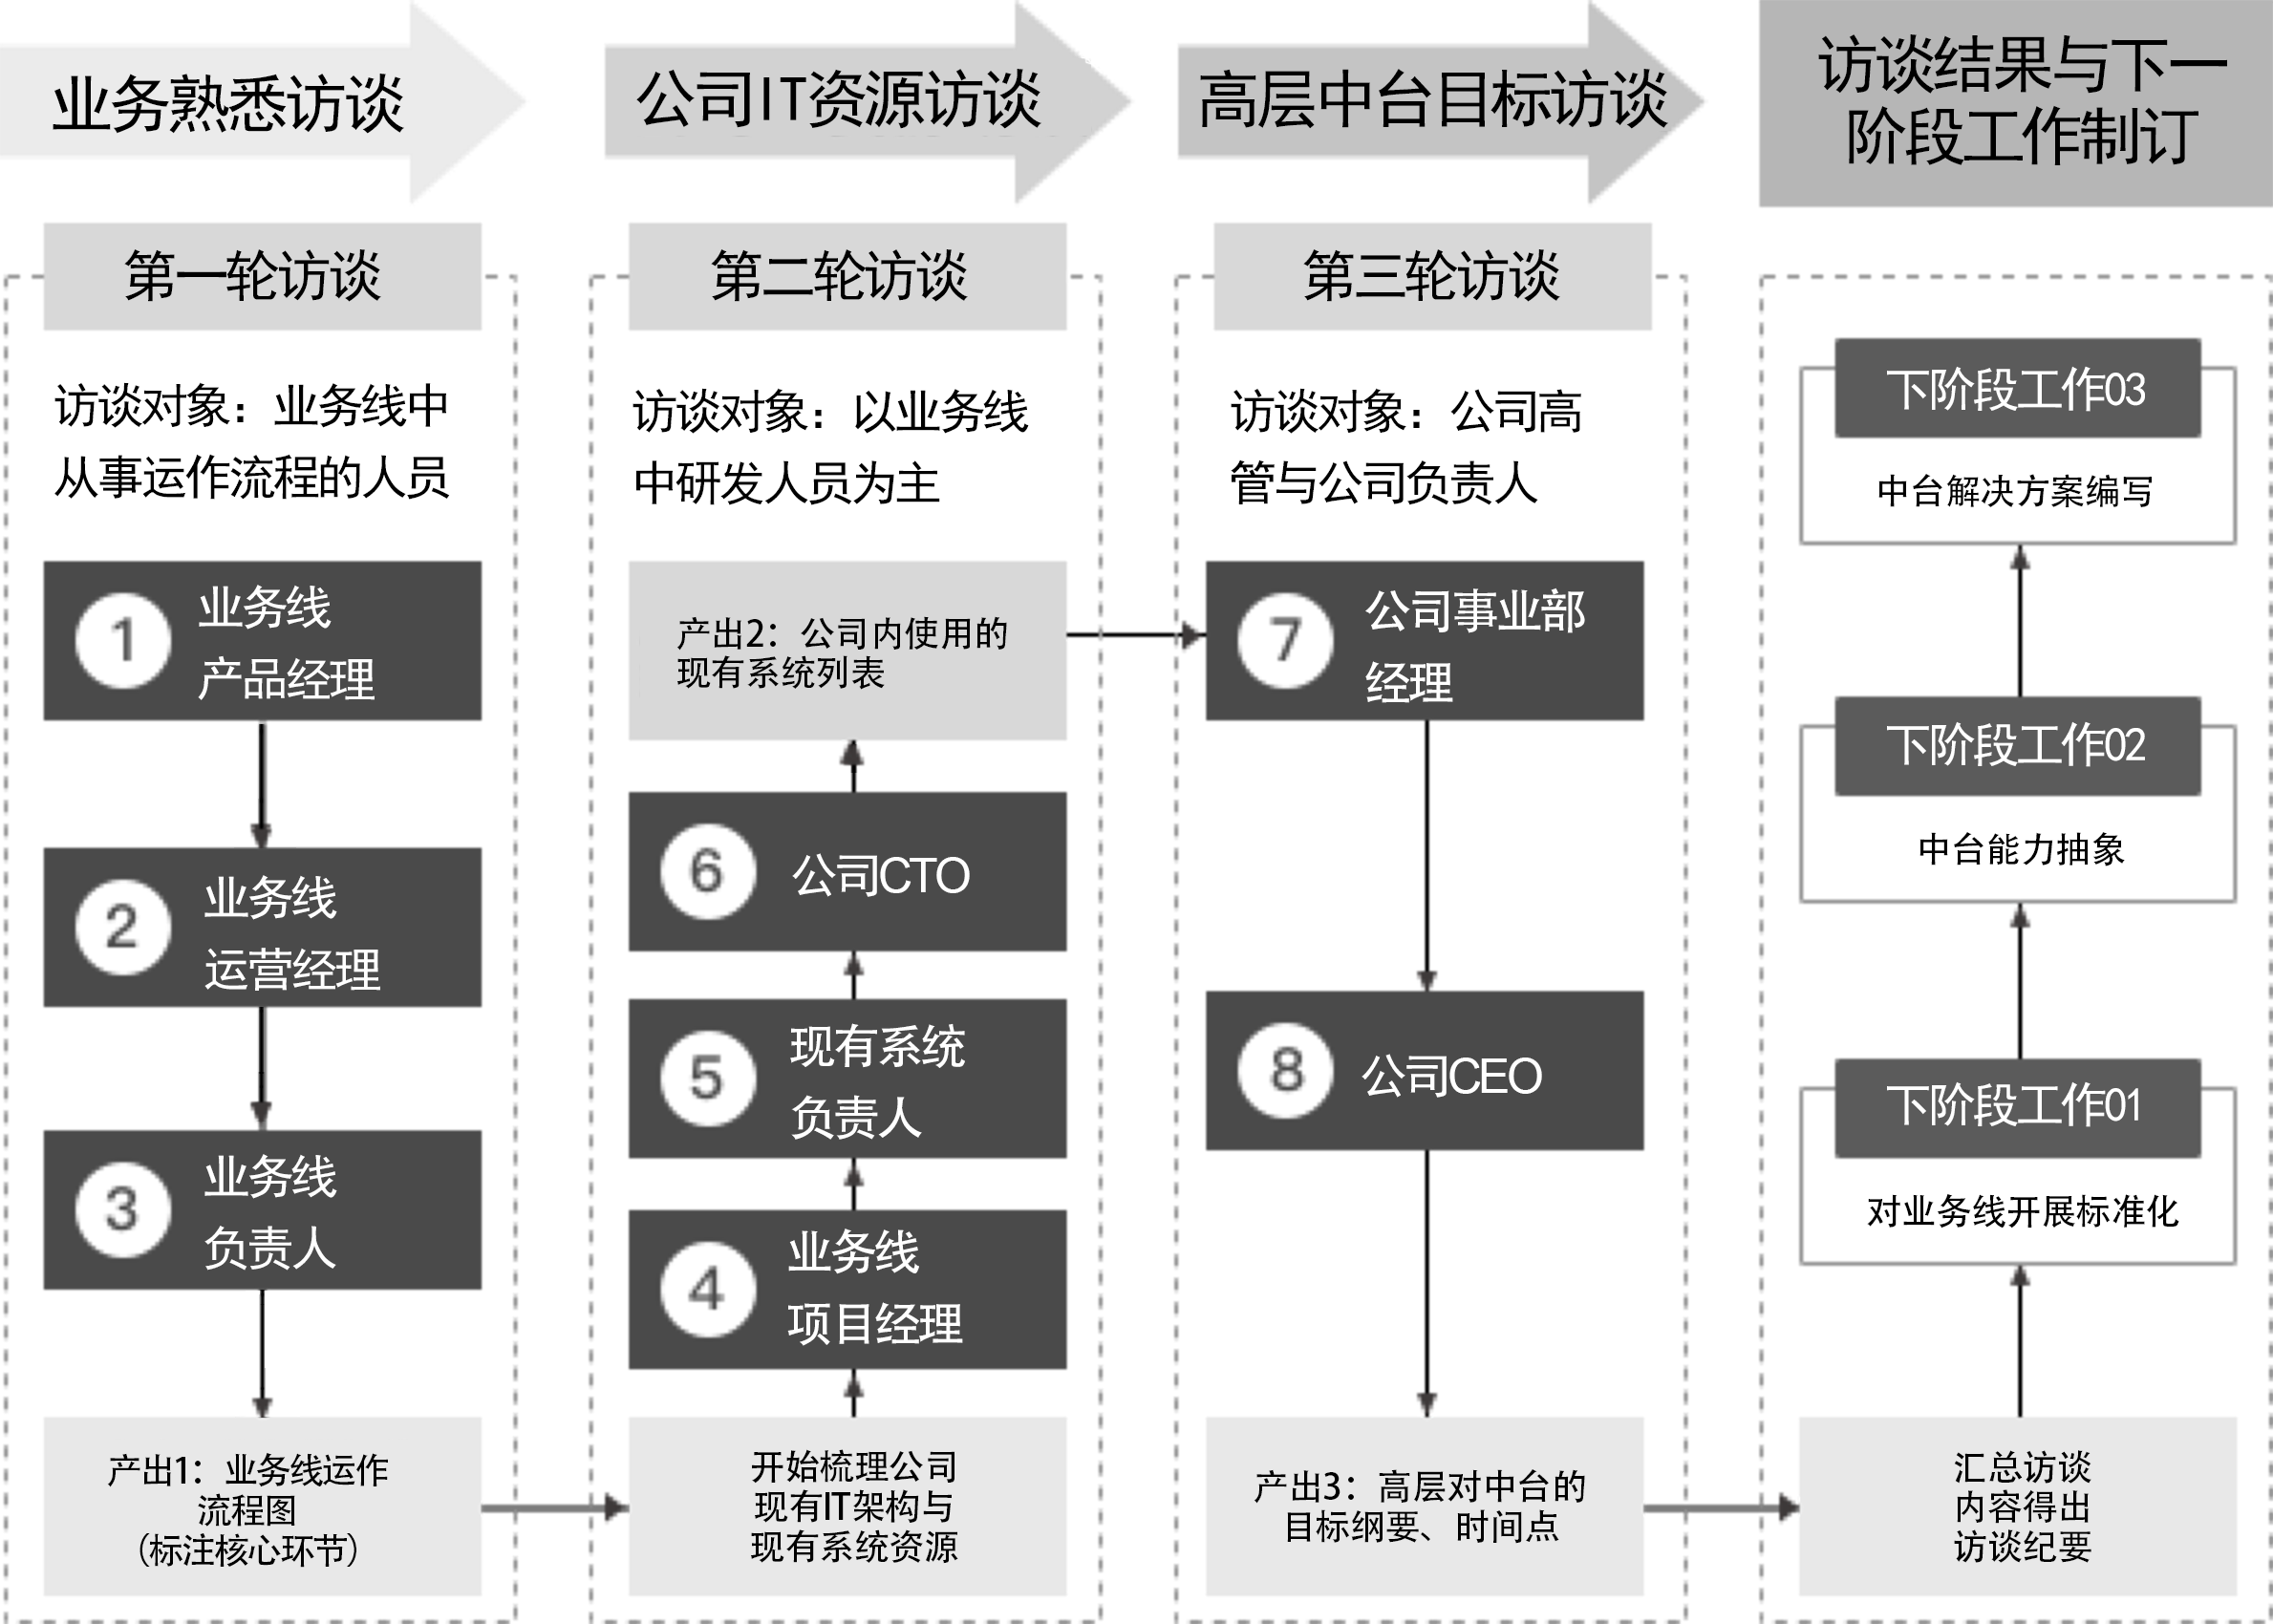 业务熟悉访谈
公司IT资源访谈
高层中台目标访谈
访谈结果与下一
阶段工作制订
第一轮访谈
访谈对象：业务线中
从事运作流程的人员
1
业务线
产品经理
2
业务线
运营经理
3
业务线
负责人
产出1：业务线运作
流程图
（标注核心环节）
第二轮访谈
访谈对象：以业务线
中研发人员为主
产出2：公司内使用的
现有系统列表
6
公司CTO
5
现有系统
负责人
4
业务线
项目经理
开始梳理公司
现有IT架构与
现有系统资源
第三轮访谈
访谈对象：公司高
管与公司负责人
7
公司事业部
经理
8
公司CEO
产出3：高层对中台的
目标纲要、时间点
下阶段工作03
中台解决方案编写
下阶段工作02
中台能力抽象
下阶段工作01
对业务线开展标准化
汇总访谈
内容得出
访谈纪要